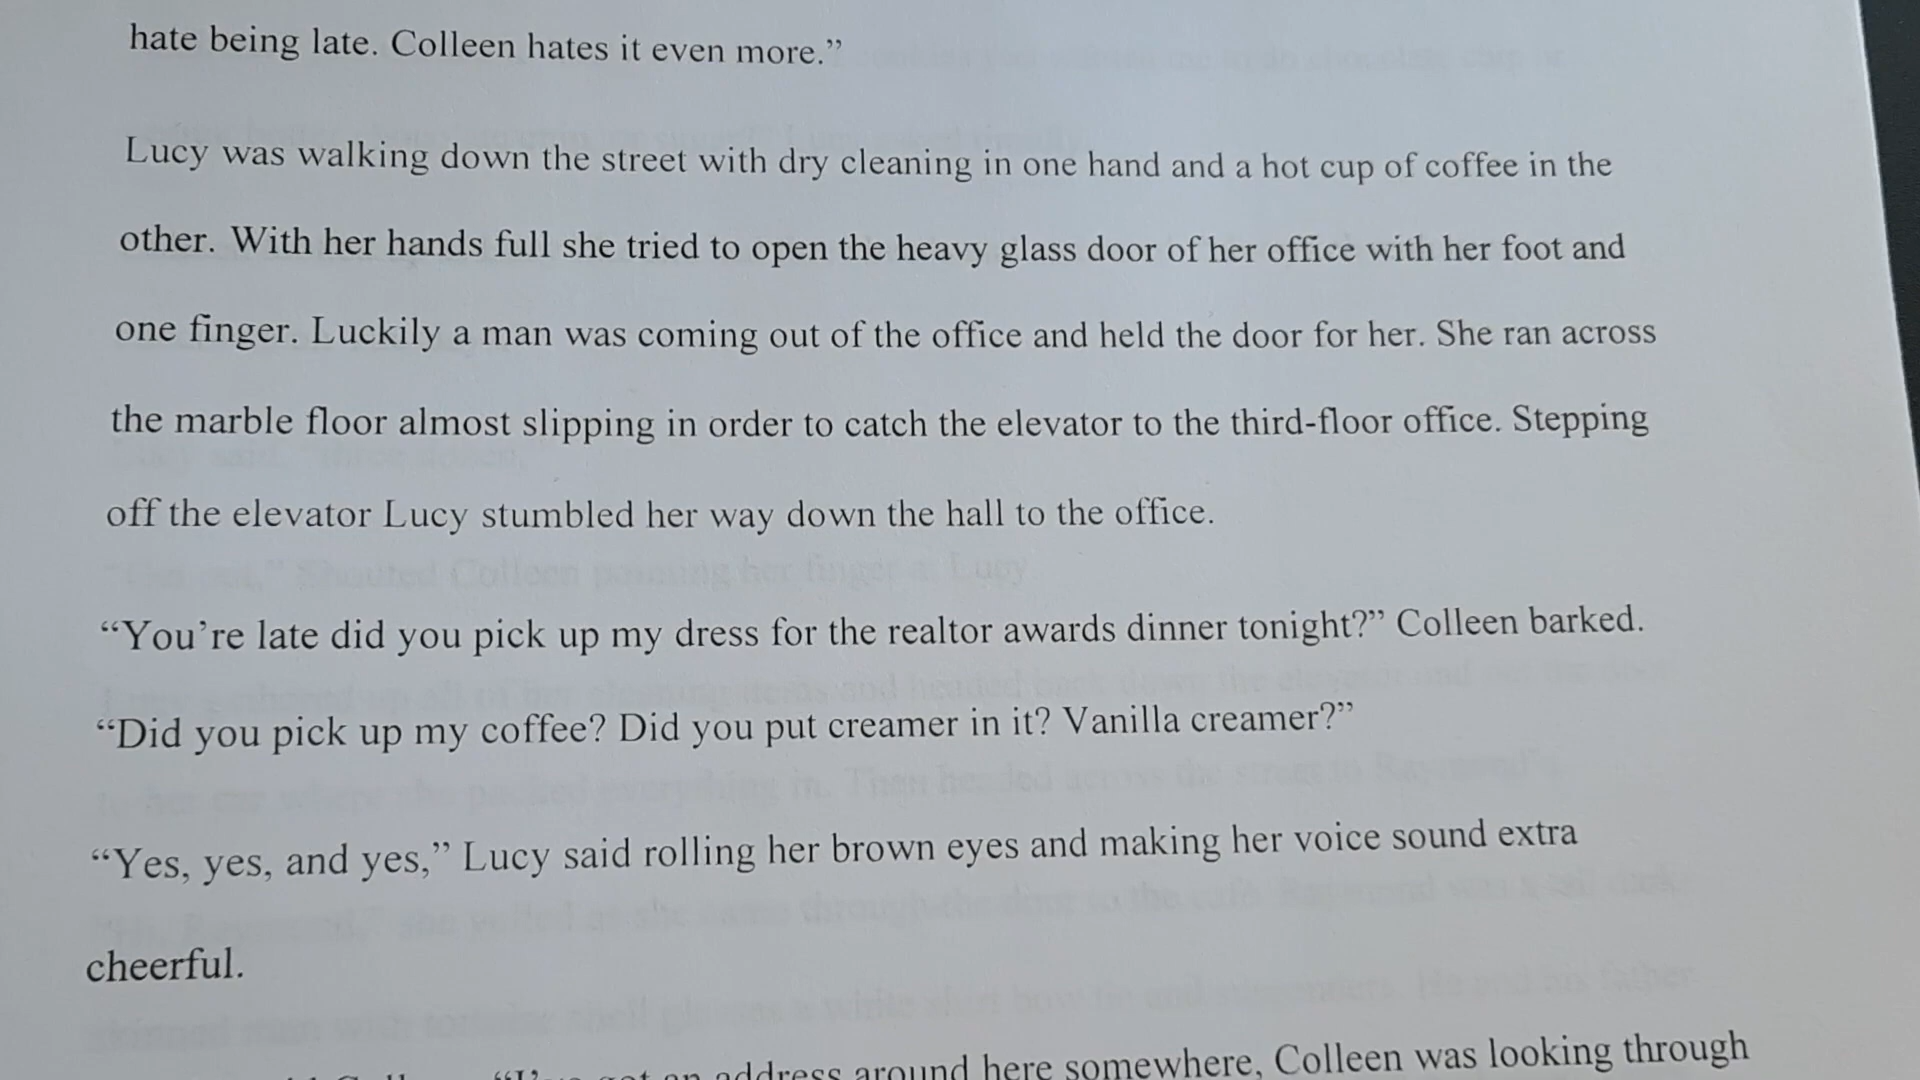 hate being late. Colleen hates it even more.”
Lucy was walking down the street with dry cleaning in one hand and a hot cup of coffee in the
other. With her hands full she tried to open the heavy glass door of her office with her foot and
one finger. Luckily a man was coming out of the office and held the door for her. She ran across
the marble floor almost slipping in order to catch the elevator to the third-floor office. Stepping
off the elevator Lucy stumbled her way down the hall to the office.
“You’re late did you pick up my dress for the realtor awards dinner tonight?” Colleen barked.
“Did you pick up my coffee? Did you put creamer in it? Vanilla creamer?”
“Yes, yes, and yes,” Lucy said rolling her brown eyes and making her voice sound extra
cheerful.
an address around here somewhere, Colleen was looking through